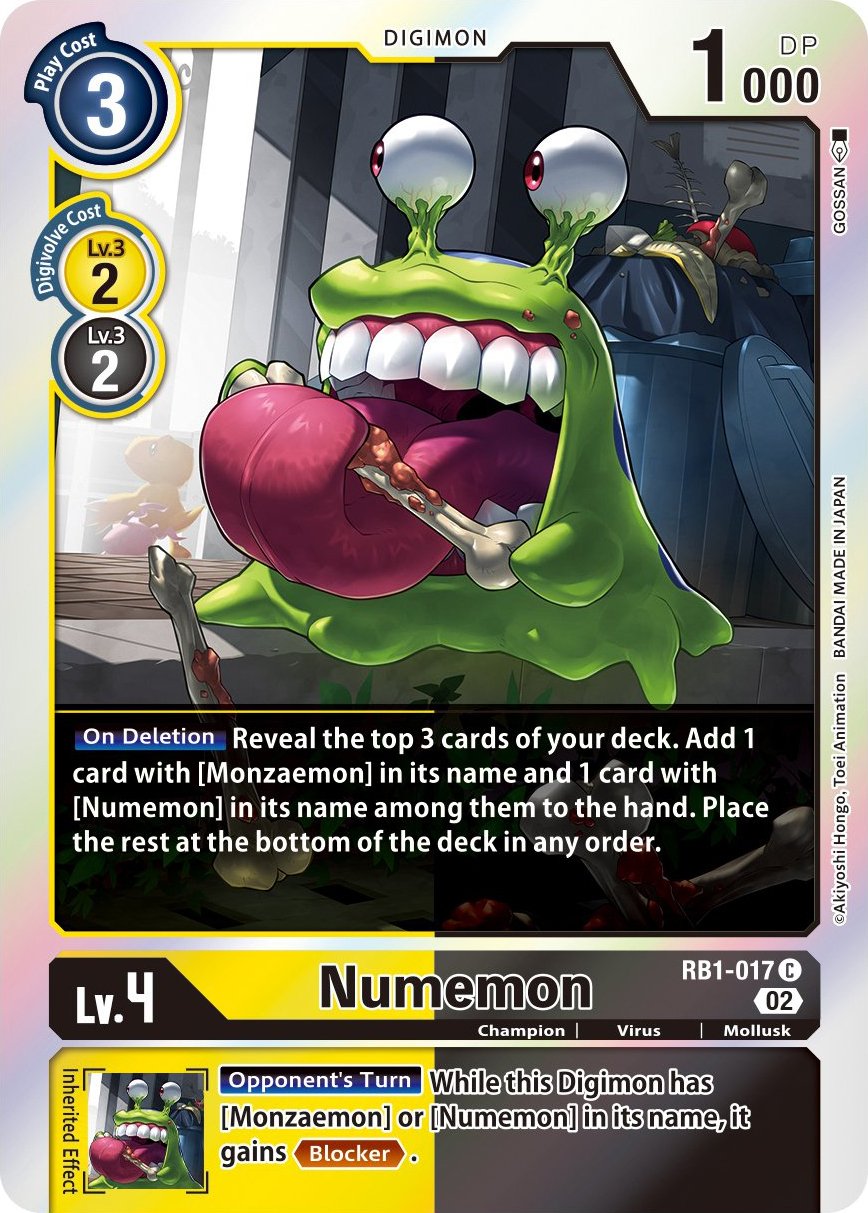 Play Cost
3
DIGIMON
DP
1000
Digivolve Cost
Lv.3
2
Lv.3
2
GOSSAN
BANDAI MADE IN JAPAN
©Akiyoshi Hongo, Toei Animation
On Deletion Reveal the top 3 cards of your deck. Add 1
card with [Monzaemon] in its name and 1 card with
[Numemon] in its name among them to the hand. Place
the rest at the bottom of the deck in any order.
Lv.4
Numemon
RB1-017 C
02
Champion | Virus | Mollusk
Inherited Effect
Opponent's Turn While this Digimon has
[Monzaemon] or [Numemon] in its name, it
gains Blocker .